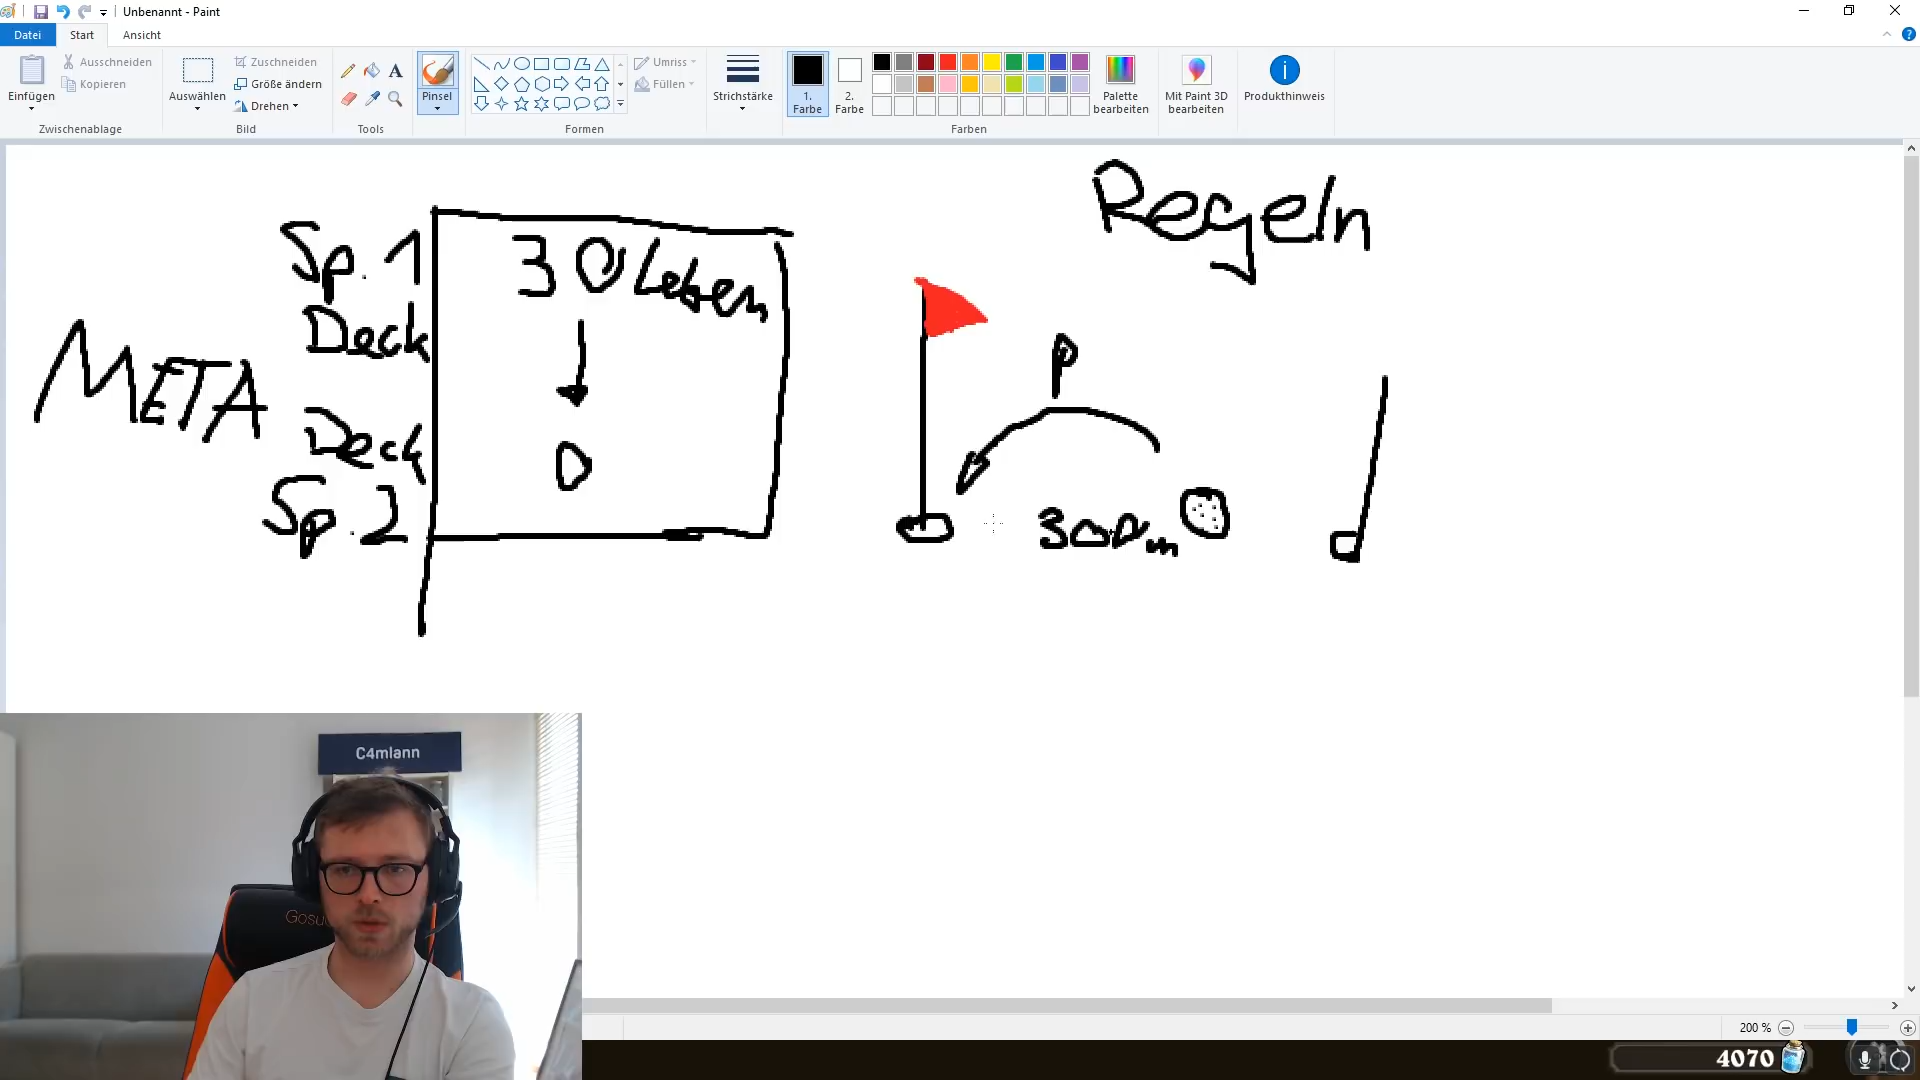 Unbenannt - Paint
Datei Start Ansicht
Einfügen
Ausschneiden
Kopieren
Zwischenablage
Auswählen
Zuschneiden
Größe ändern
Drehen
Bild
Tools
Pinsel
Formen
Umriss
Füllen
Strichstärke
1.
Farbe
2.
Farbe
Farben
Palette
bearbeiten
Mit Paint 3D
bearbeiten
Produkthinweis
Regeln
Sp. 1
Deck
META
Deck
Sp. 2
30 Leben
0
P
300m
C4mlann
200 %
4070